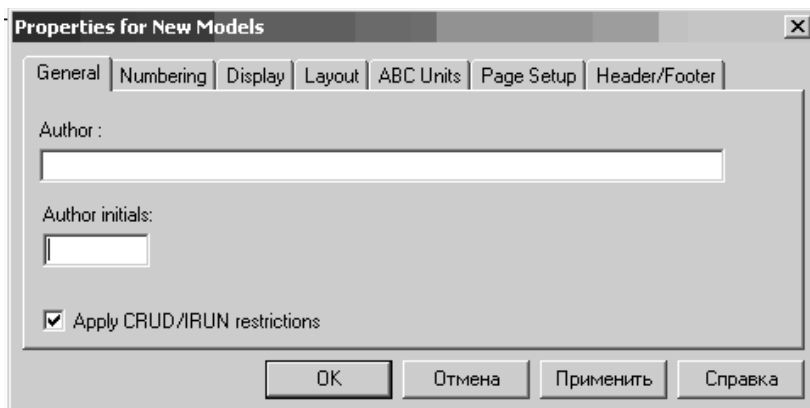 Properties for New Models
General Numbering Display Layout ABC Units Page Setup Header/Footer
Author :
Author initials:
Apply CRUD/IRUN restrictions
OK Отмена Применить Справка